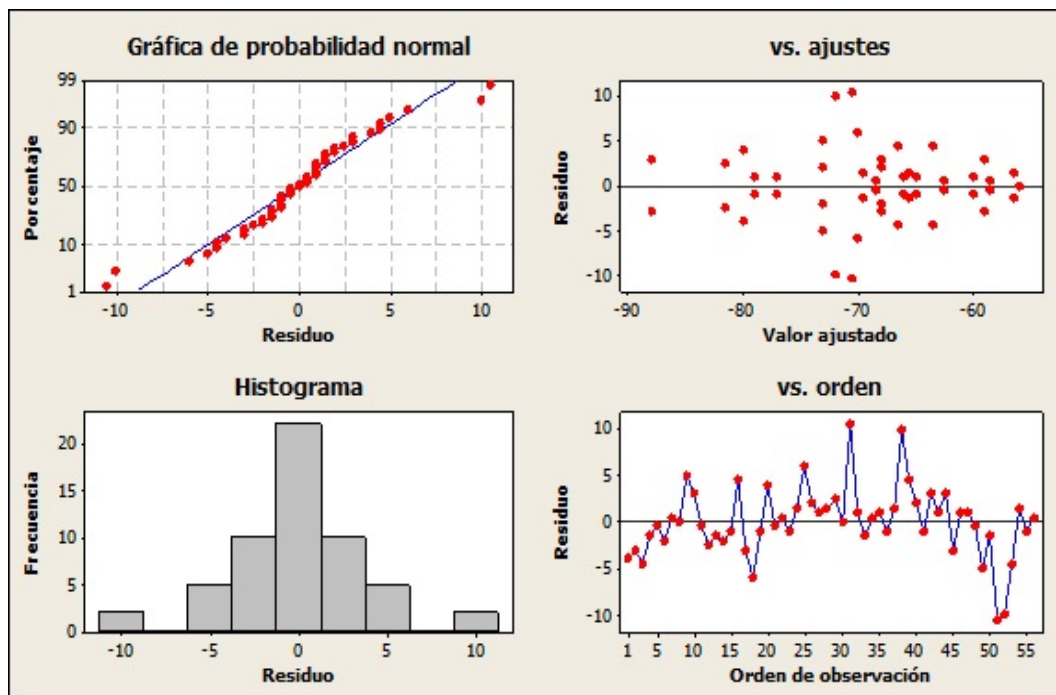 Gráfica de probabilidad normal
99
90
50
10
1
Porcentaje
-10 -5 0 5 10
Residuo
vs. ajustes
10
5
0
-5
-10
Residuo
-90 -80 -70 -60
Valor ajustado
Histograma
20
15
10
5
0
Frecuencia
-10 -5 0 5 10
Residuo
vs. orden
10
5
0
-5
-10
Residuo
1 5 10 15 20 25 30 35 40 45 50 55
Orden de observación